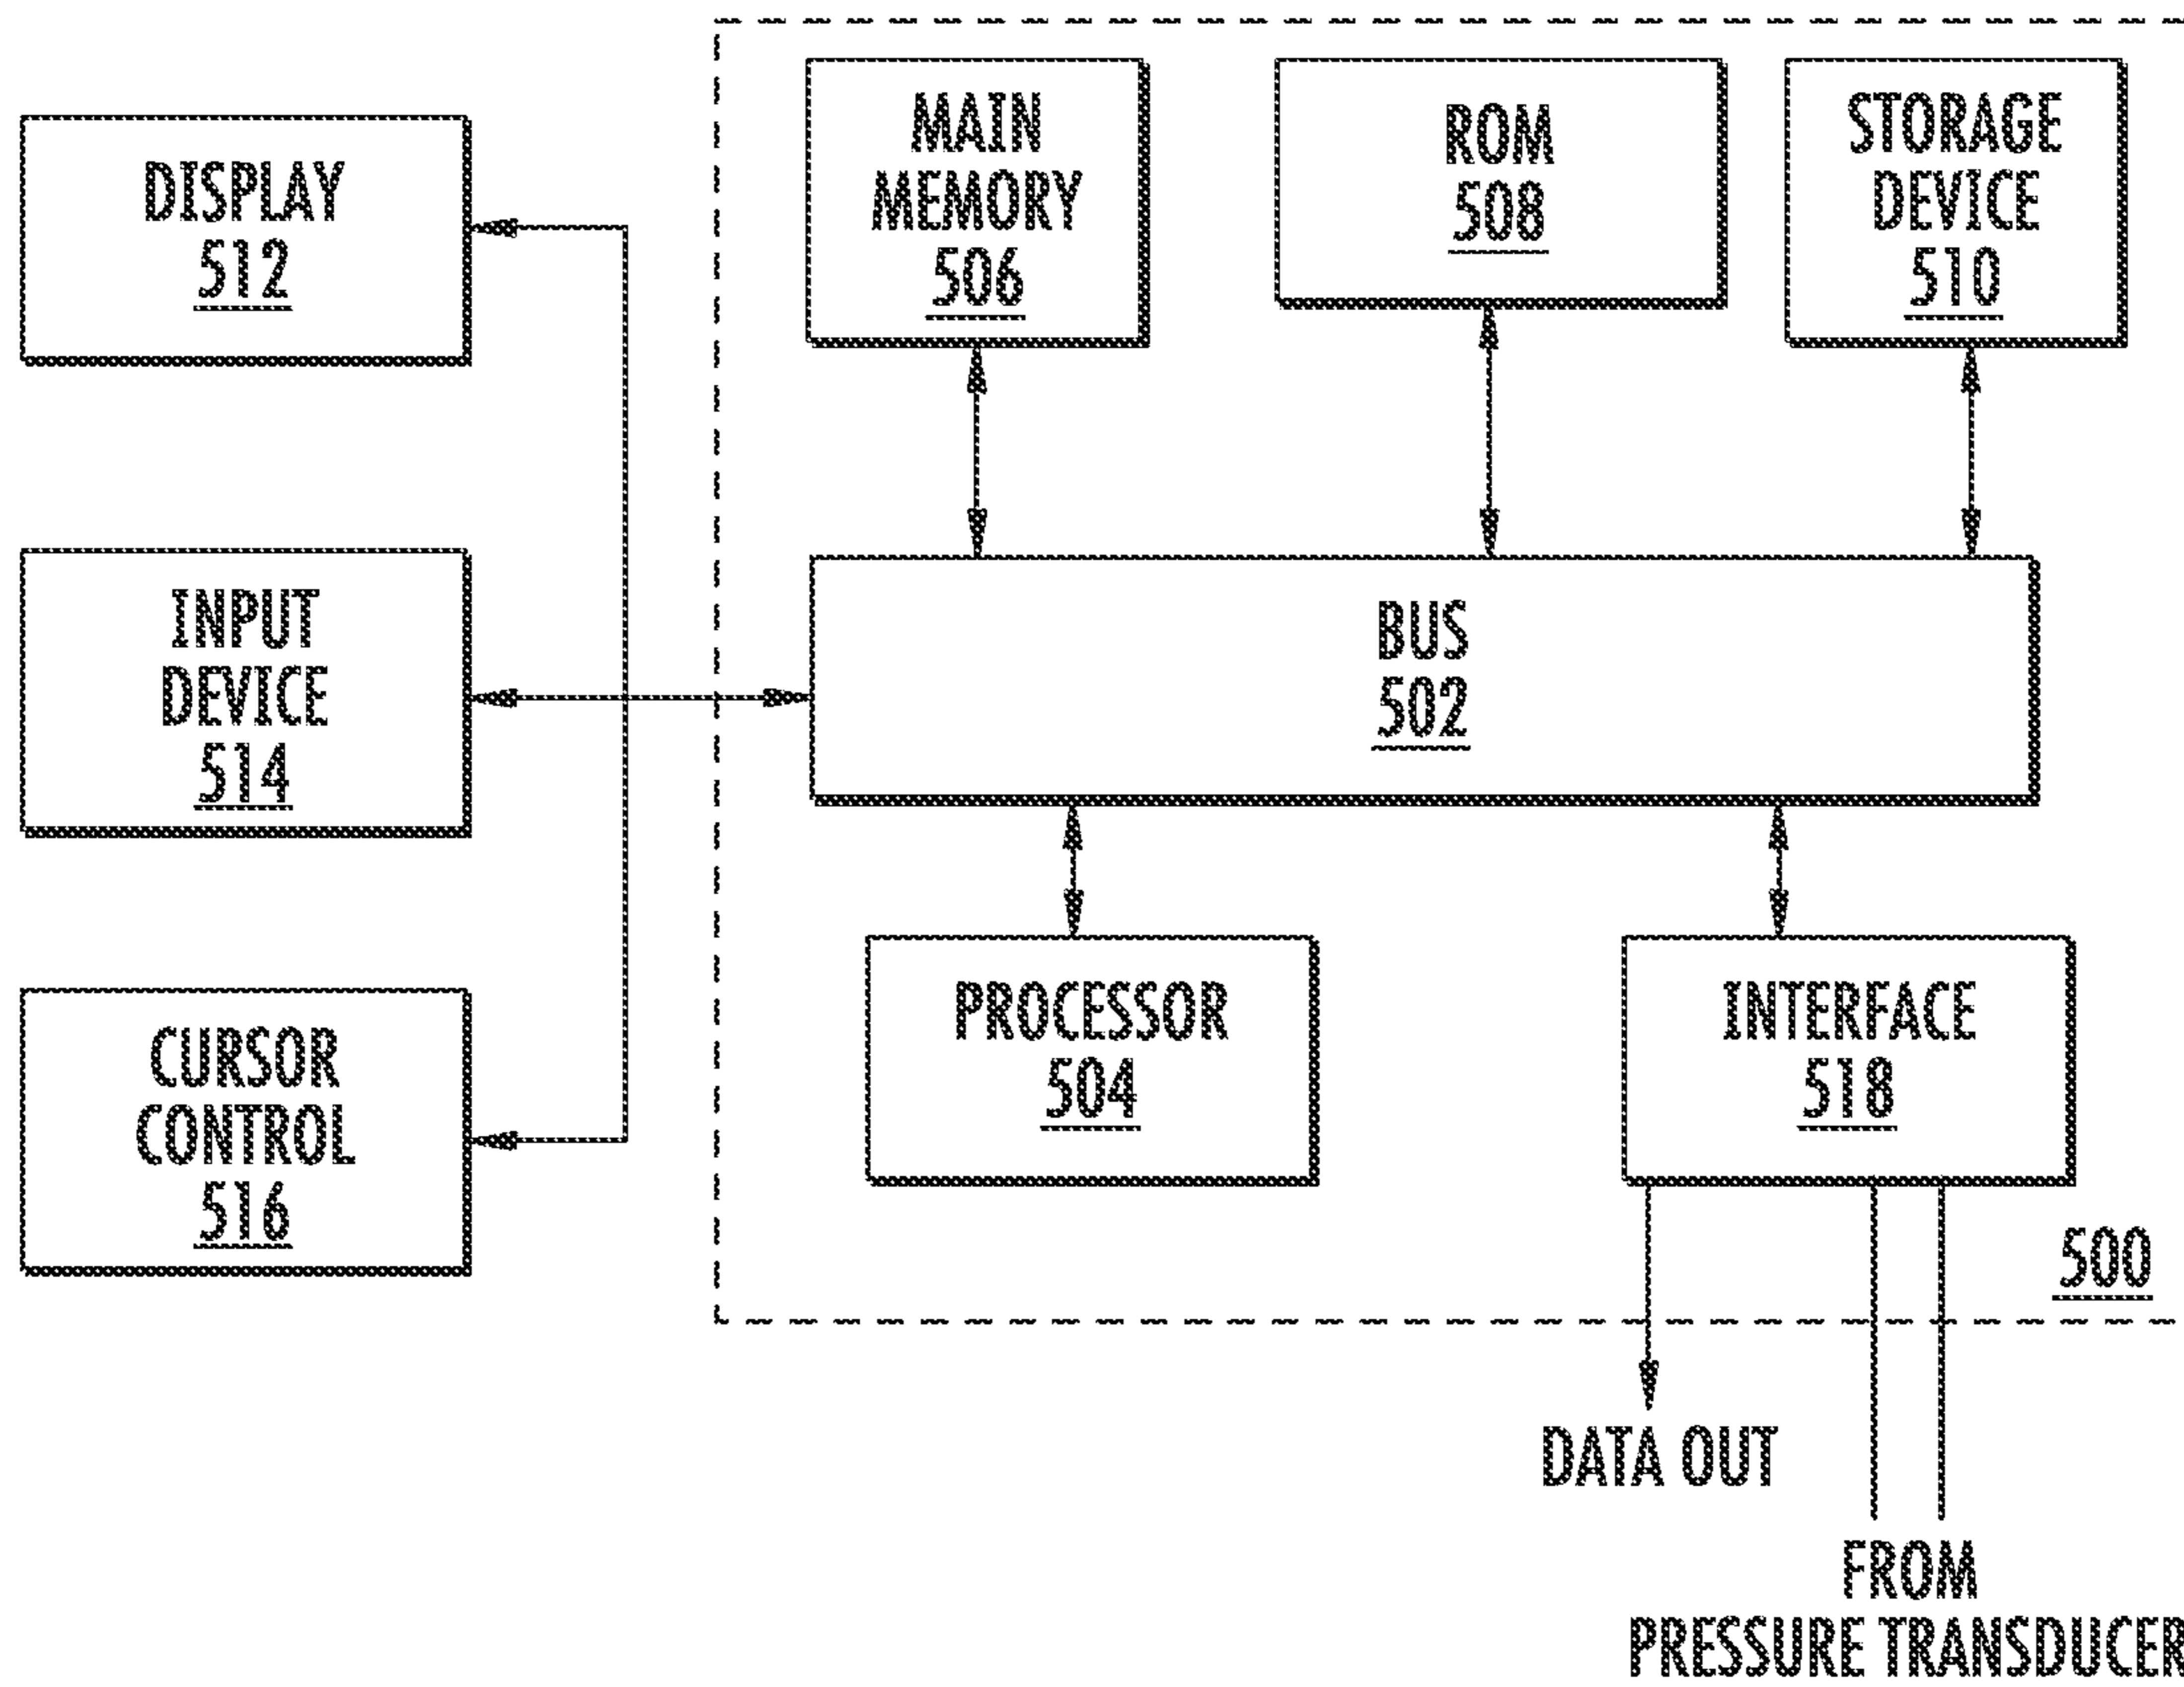 DISPLAY
512
INPUT
DEVICE
514
CURSOR
CONTROL
516
MAIN
MEMORY
506
ROM
508
STORAGE
DEVICE
510
BUS
502
PROCESSOR
504
INTERFACE
518
500
DATA OUT
FROM
PRESSURE TRANSDUCER